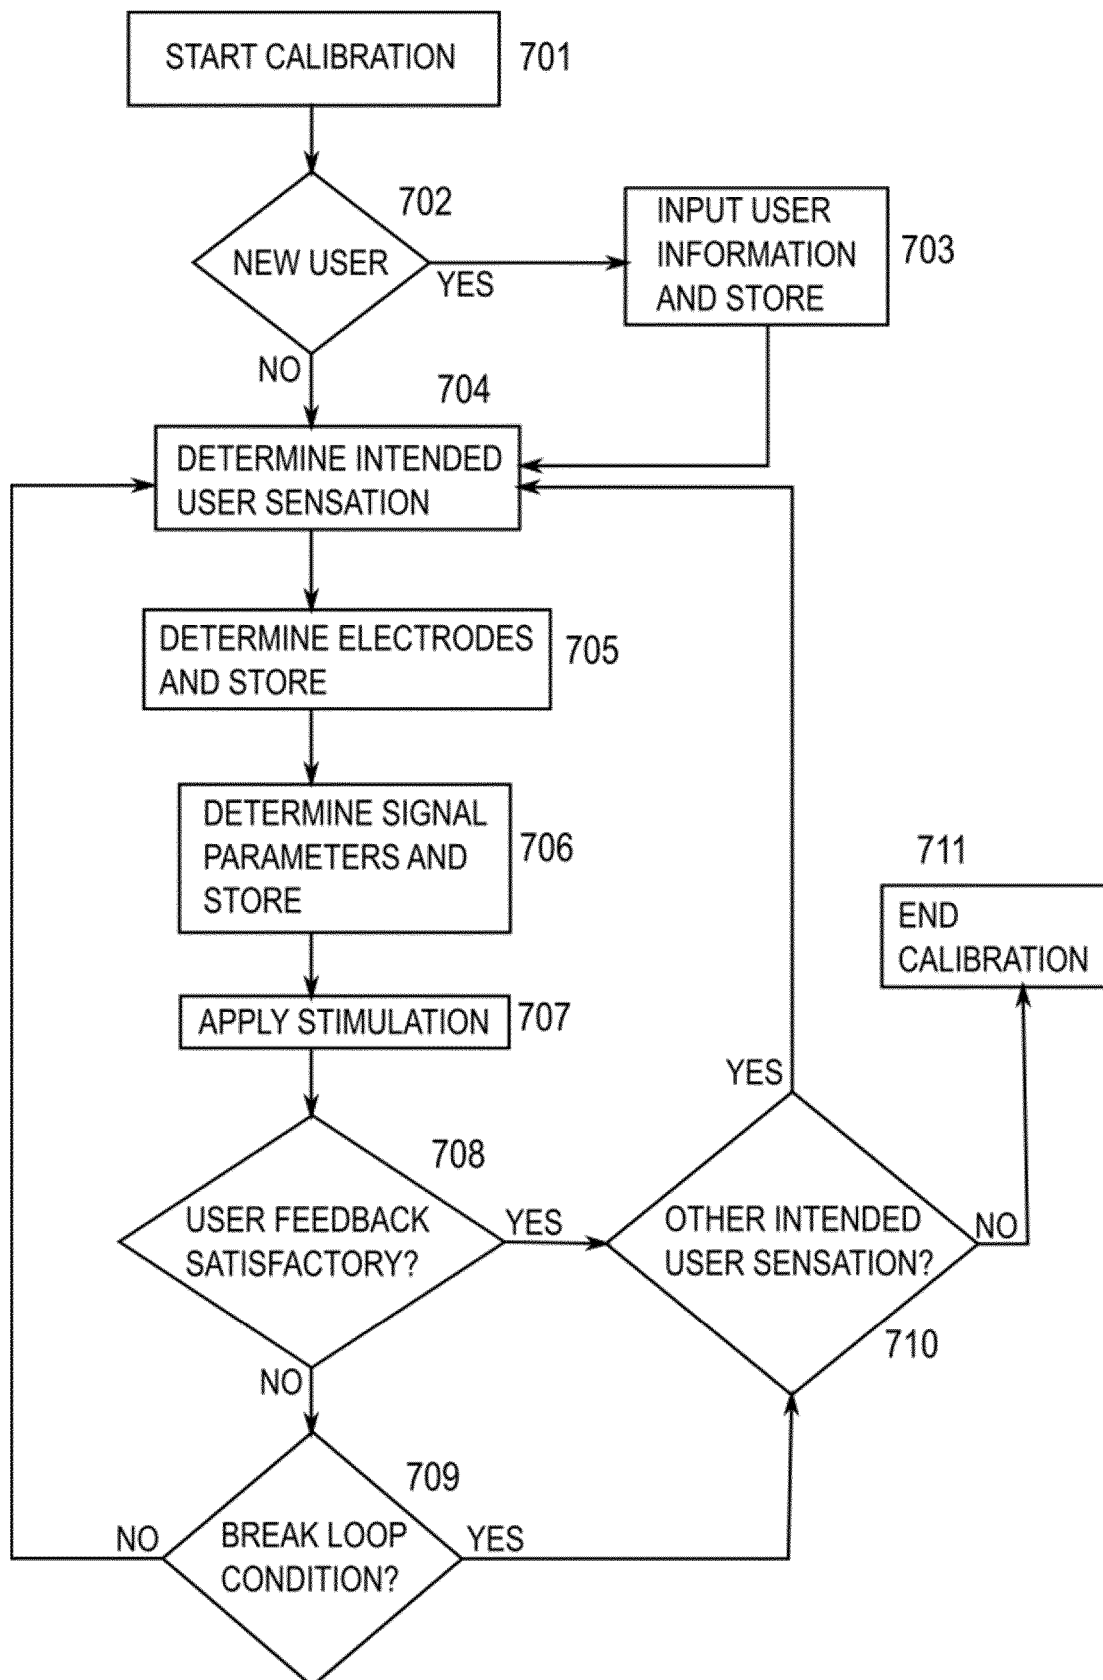 START CALIBRATION
701
702
NEW USER
YES
INPUT USER
INFORMATION
AND STORE
703
NO
704
DETERMINE INTENDED
USER SENSATION
DETERMINE ELECTRODES
AND STORE
705
DETERMINE SIGNAL
PARAMETERS AND
STORE
706
711
END
CALIBRATION
APPLY STIMULATION
707
YES
708
USER FEEDBACK
SATISFACTORY?
YES
OTHER INTENDED
USER SENSATION?
NO
710
NO
709
NO
BREAK LOOP
CONDITION?
YES